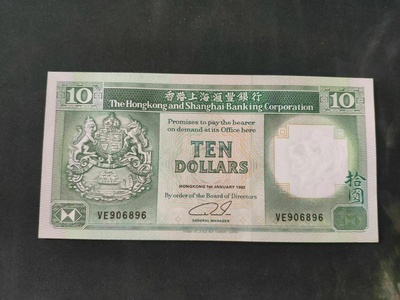 10 香港上海滙豐銀行 10
The Hongkong and Shanghai Banking Corporation
Promises to pay the bearer
on demand at its Office here
TEN
DOLLARS
HONGKONG 1st JANUARY 1992
By order of the Board of Directors
拾圓
GENERAL MANAGER
VE906896 VE906896